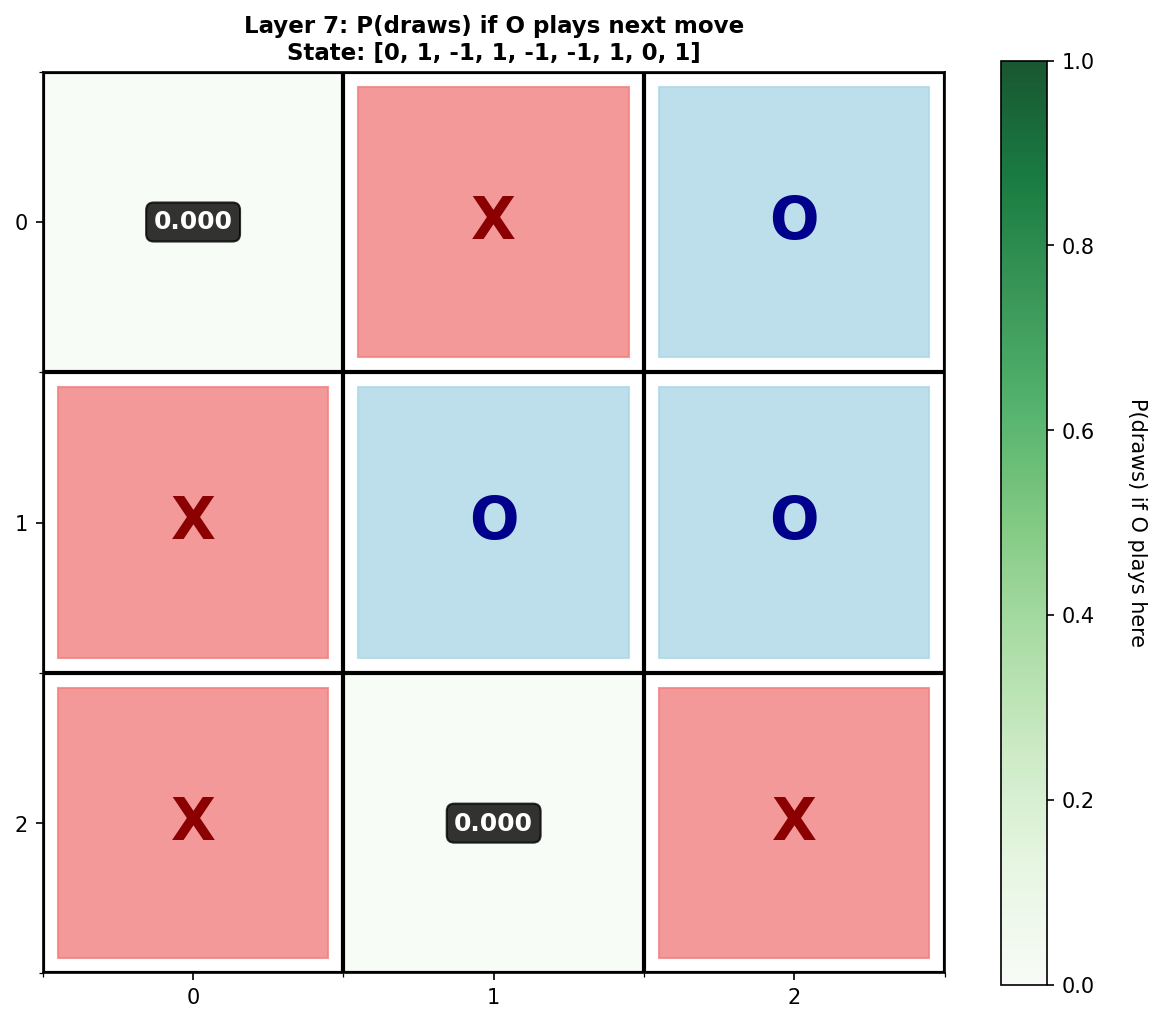 Layer 7: P(draws) if O plays next move
State: [0, 1, -1, 1, -1, -1, 1, 0, 1]
0
0.000
X
O
1
X
O
O
2
X
0.000
X
0
1
2
1.0
0.8
0.6
0.4
0.2
0.0
P(draws) if O plays here